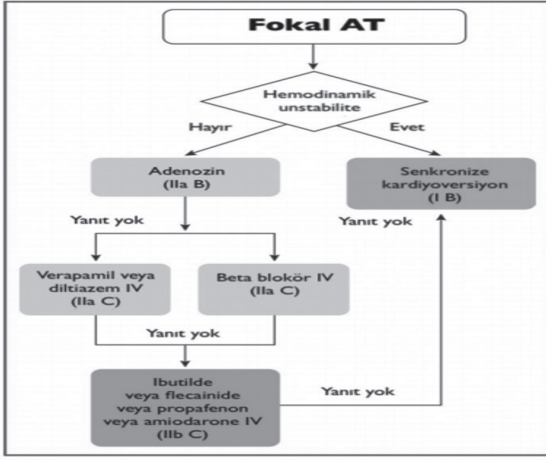 Fokal AT
Hemodinamik
unstabilite
Hayır
Evet
Adenozin
(IIa B)
Senkronize
kardiyoversiyon
(I B)
Yanıt yok
Yanıt yok
Verapamil veya
diltiazem IV
(IIa C)
Beta blokör IV
(IIa C)
Yanıt yok
Ibutilde
veya flecainide
veya propafenon
veya amiodarone IV
(IIb C)
Yanıt yok